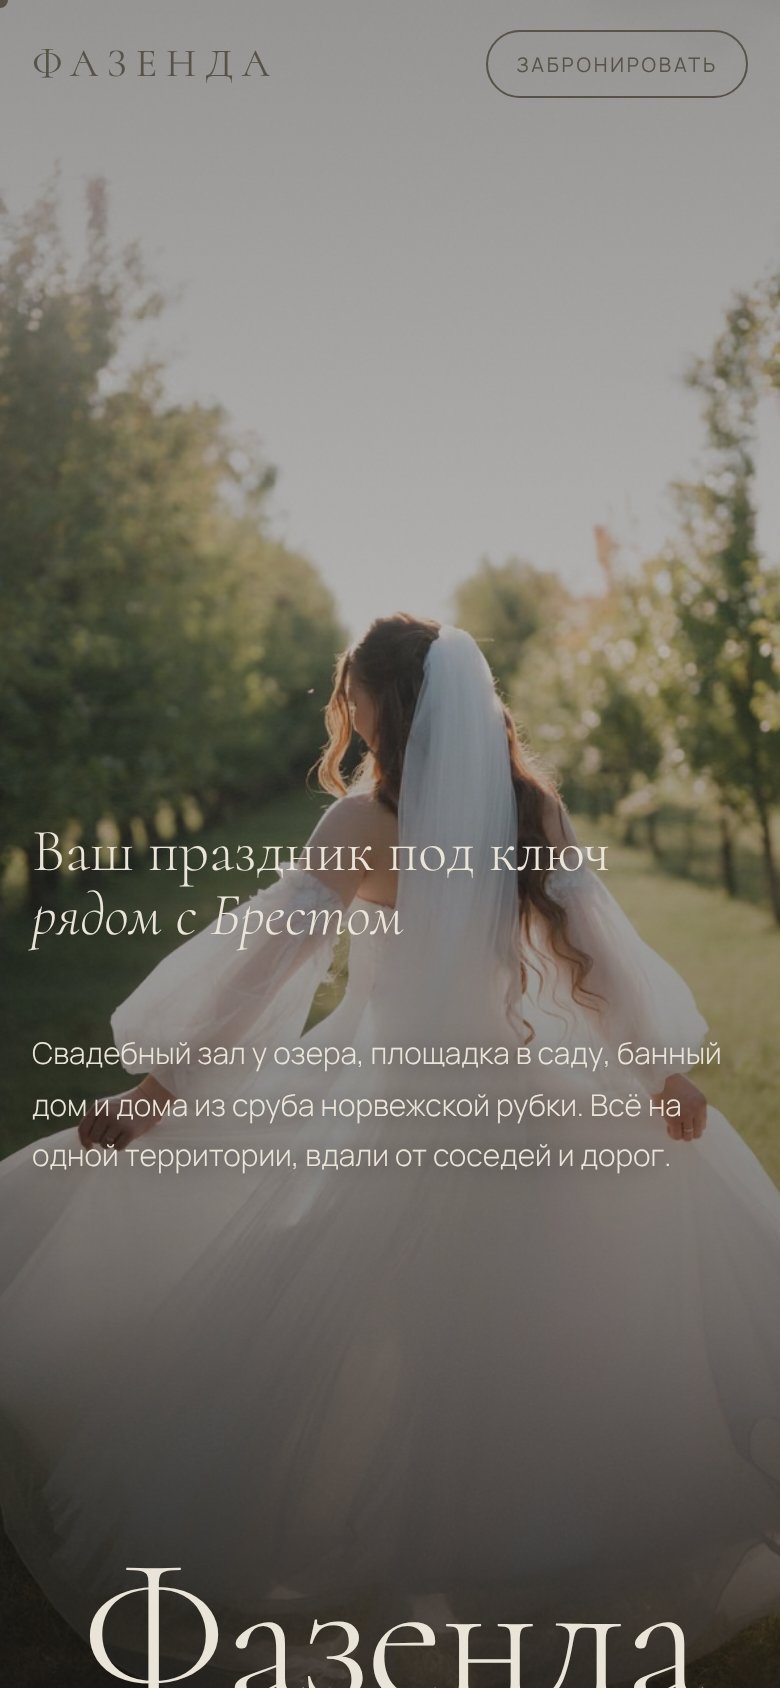 ФАЗЕНДА
ЗАБРОНИРОВАТЬ
Ваш праздник под ключ
рядом с Брестом
Свадебный зал у озера, площадка в саду, банный
дом и дома из сруба норвежской рубки. Всё на
одной территории, вдали от соседей и дорог.
Фазенда